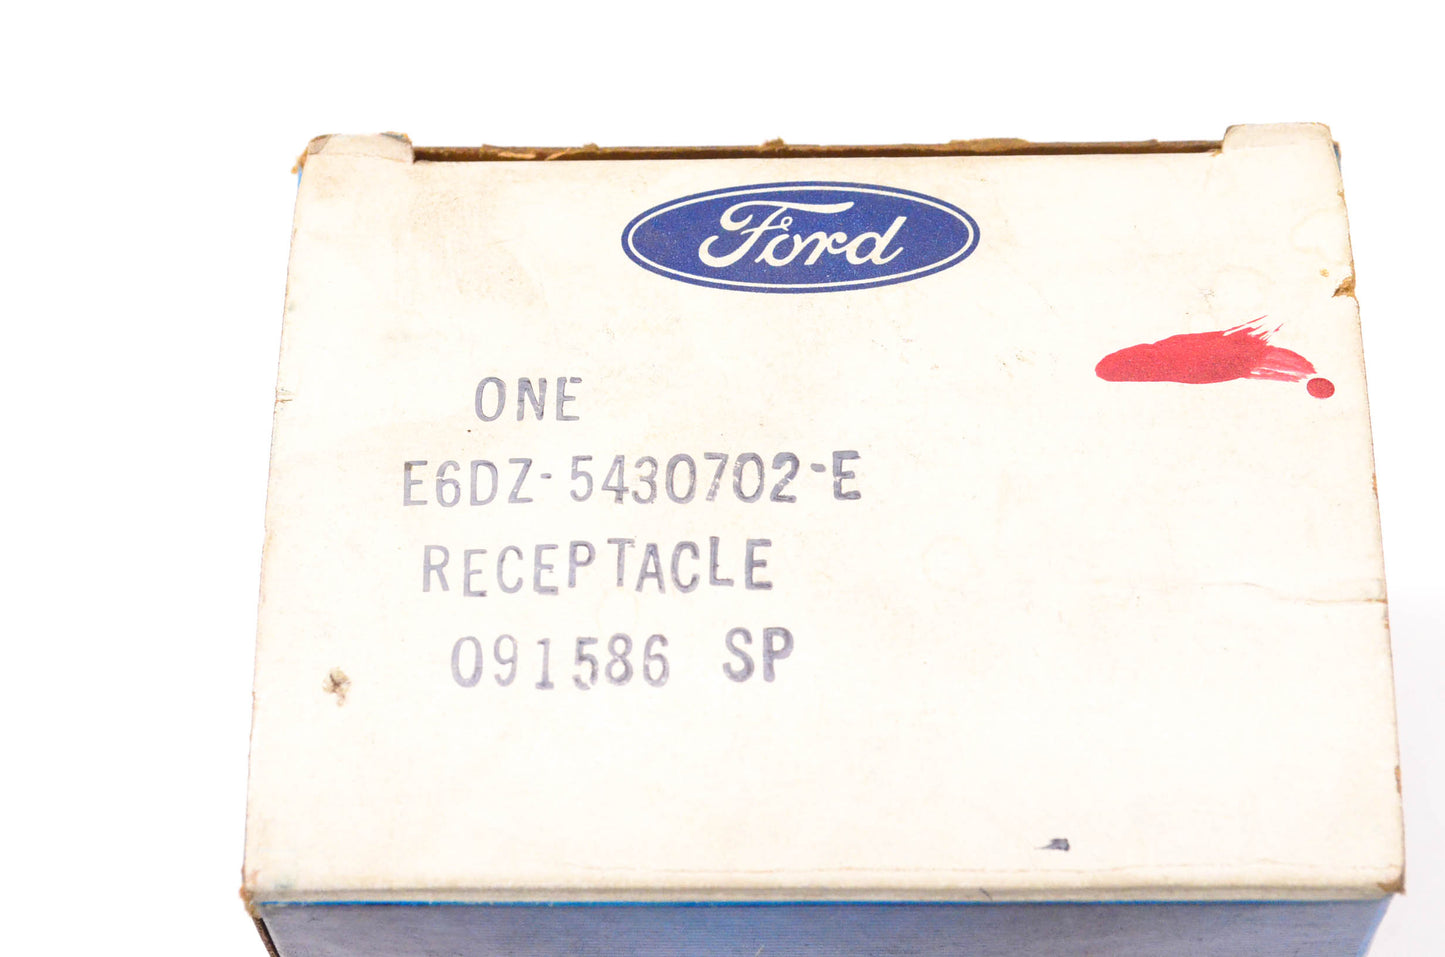 Ford
ONE
E6DZ-5430702-E
RECEPTACLE
091586 SP